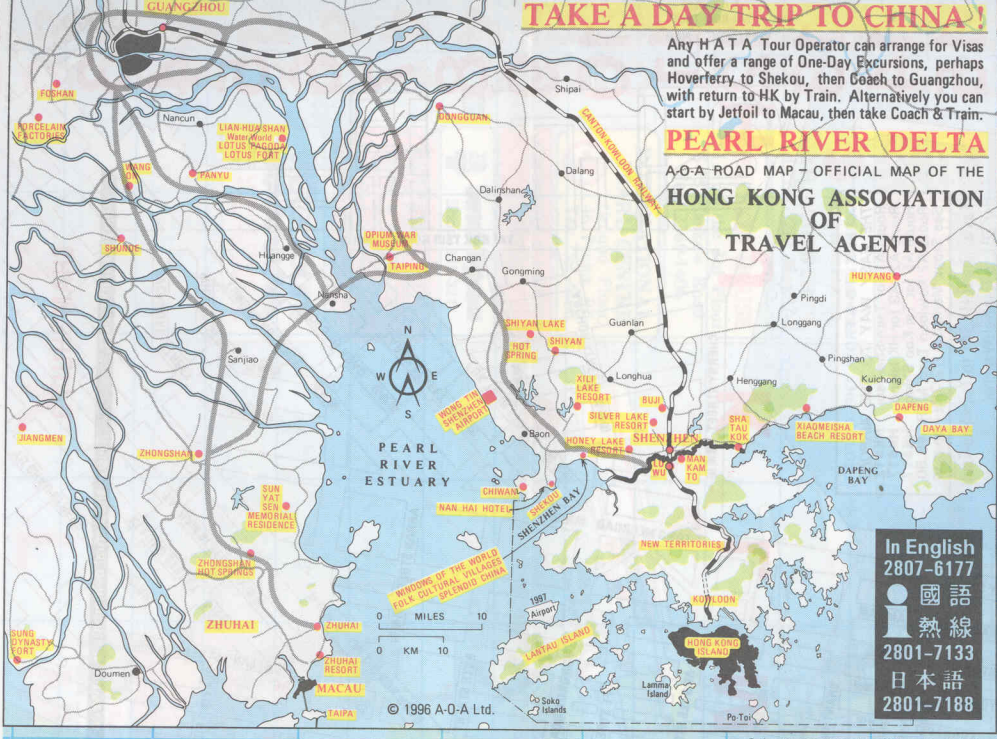 GUANGZHOU
TAKE A DAY TRIP TO CHINA !
Any HATA Tour Operator can arrange for Visas
and offer a range of One-Day Excursions, perhaps
Hoverferry to Shekou, then Coach to Guangzhou,
with return to HK by Train. Alternatively you can
start by Jetfoil to Macau, then take Coach & Train.
PEARL RIVER DELTA
A-O-A ROAD MAP – OFFICIAL MAP OF THE
HONG KONG ASSOCIATION
OF
TRAVEL AGENTS
FOSHAN
PORCELAIN
FACTORIES
Nancun
LIAN-HUA SHAN
Water World
LOTUS PAGODA
LOTUS FORT
DONGGUAN
Shipai
CANTON KOWLOON RAILWAY
PANYU
Dalang
Dalinshang
SHUNDE
Huangge
OPIUM WAR
MUSEUM
TAIPING
Changan
Gongming
HUIYANG
Nansha
Pingdi
SHIYAN LAKE
HOT
SPRING
SHIYAN
Guanlan
Longgang
Sanjiao
N
W
E
S
Pingshan
Longhua
Henggang
Kuichong
XILI
LAKE
RESORT
BUJI
WONG TIN
SHENZHEN
AIRPORT
SILVER LAKE
RESORT
SHA
TAU
KOK
XIAOMEISHA
BEACH RESORT
DAPENG
DAYA BAY
JIANGMEN
Baon
HONEY LAKE
RESORT
SHENZHEN
ZHONGSHAN
PEARL
RIVER
ESTUARY
LO
WU
MAN
KAM
TO
DAPENG
BAY
SUN
YAT
SEN
MEMORIAL
RESIDENCE
CHIWAN
SHEKOU
NAN HAI HOTEL
SHENZHEN BAY
ZHONGSHAN
HOT SPRINGS
NEW TERRITORIES
WINDOWS OF THE WORLD
FOLK CULTURAL VILLAGES
SPLENDID CHINA
KOWLOON
1997
Airport
LANTAU ISLAND
HONG KONG
ISLAND
ZHUHAI
ZHUHAI
0 MILES 10
0 KM 10
SUNG
DYNASTY
FORT
ZHUHAI
RESORT
Doumen
MACAU
TAIPA
© 1996 A-O-A Ltd.
Soko
Islands
Lamma
Island
Po-Toi
In English
2807-6177
國語
熱線
2801-7133
日本語
2801-7188